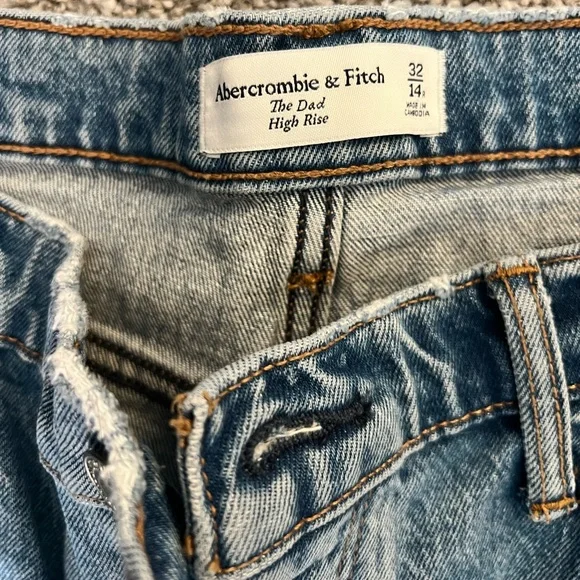 Abercrombie & Fitch
The Dad
High Rise
32
14R
MADE IN
CAMBODIA